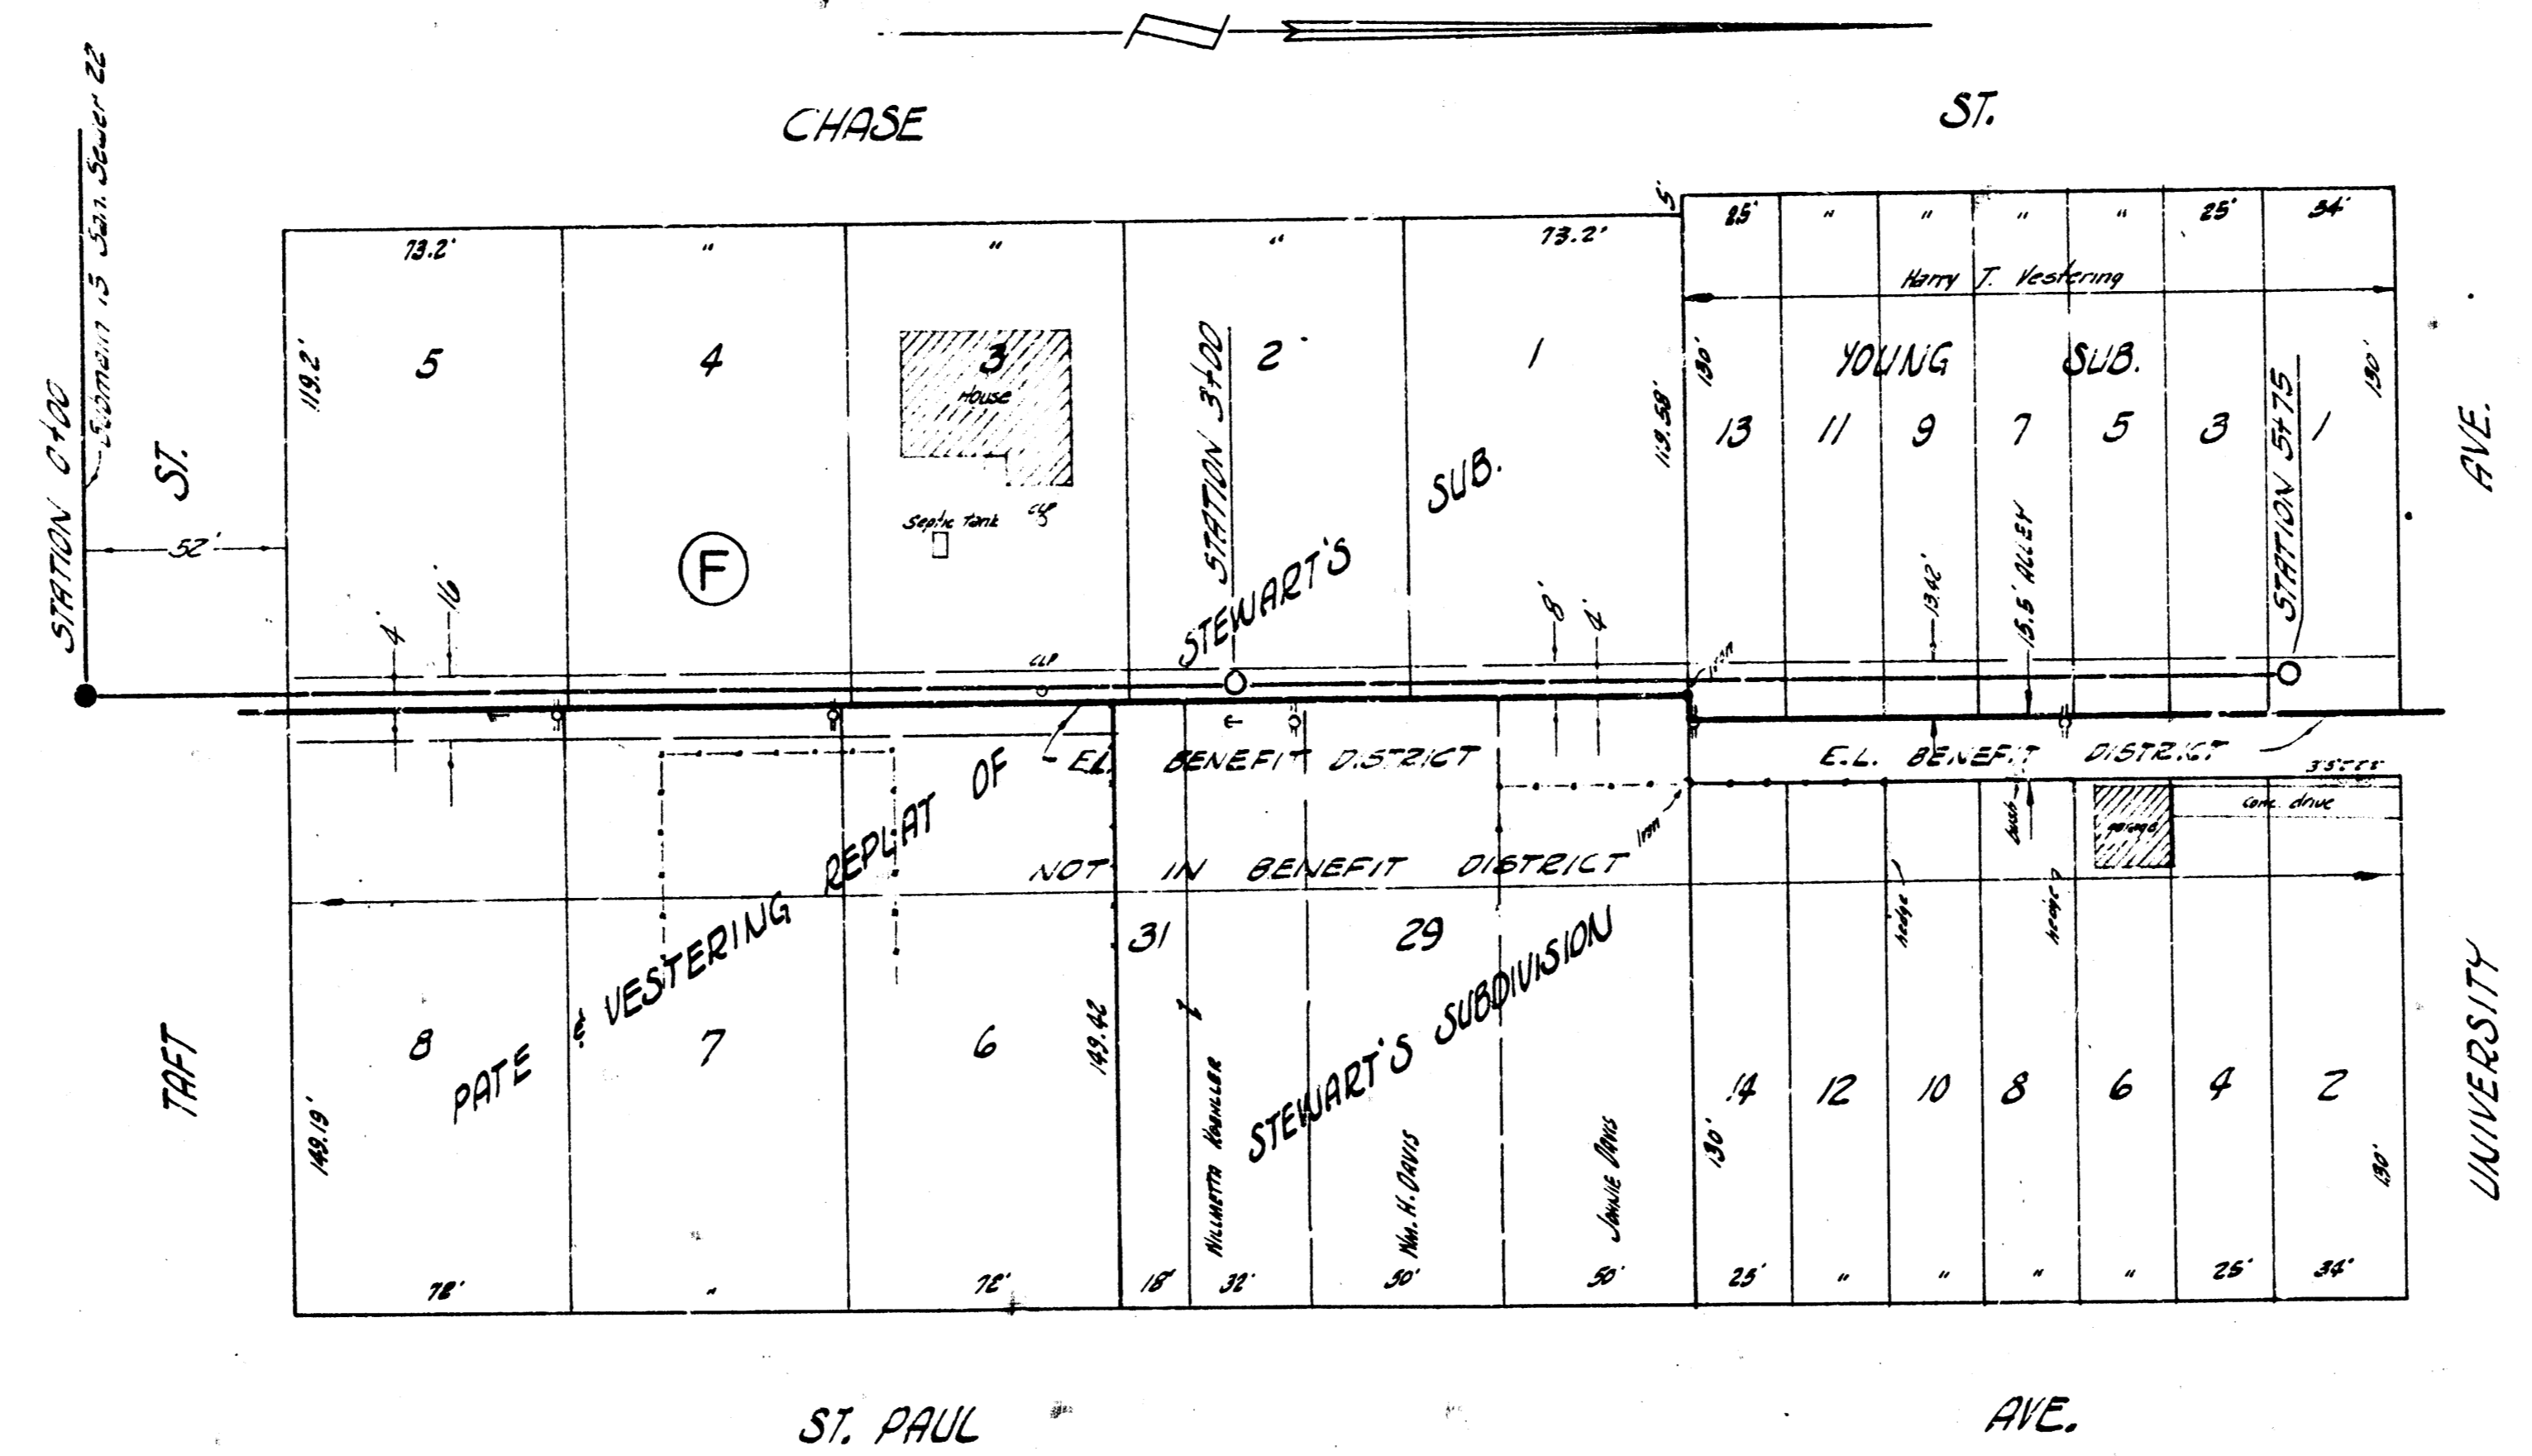 CHASE ST.
STATION 0+00
Submain 13 San. Sewer 22
ST.
52'
73.2' " " " 73.2'
5'
25' " " " " 25' 34'
Harry T. Vestering
119.2'
5 4 3 2 1
House
Septic Tank
STATION 3+00
119.58'
130'
YOUNG SUB.
130'
13 11 9 7 5 3 1
STATION 5+75
AVE.
F
STEWART'S SUB.
4' 16'
8' 4'
13.42'
15.5' ALLEY
CLP
Iron
E.L. BENEFIT DISTRICT
E.L. BENEFIT DISTRICT
conc. drive
garage
bush
Iron
NOT IN BENEFIT DISTRICT
hedge
hedge
PATE & VESTERING REPLAT OF
31 29
STEWART'S SUBDIVISION
8 7 6
149.42
14 12 10 8 6 4 2
TAFT
UNIVERSITY
149.19'
Wm. H. DAVIS
JOHNNIE DAVIS
130'
130'
72' " 72' 18' 32' 50' 50' 25' " " " " 25' 34'
ST. PAUL AVE.